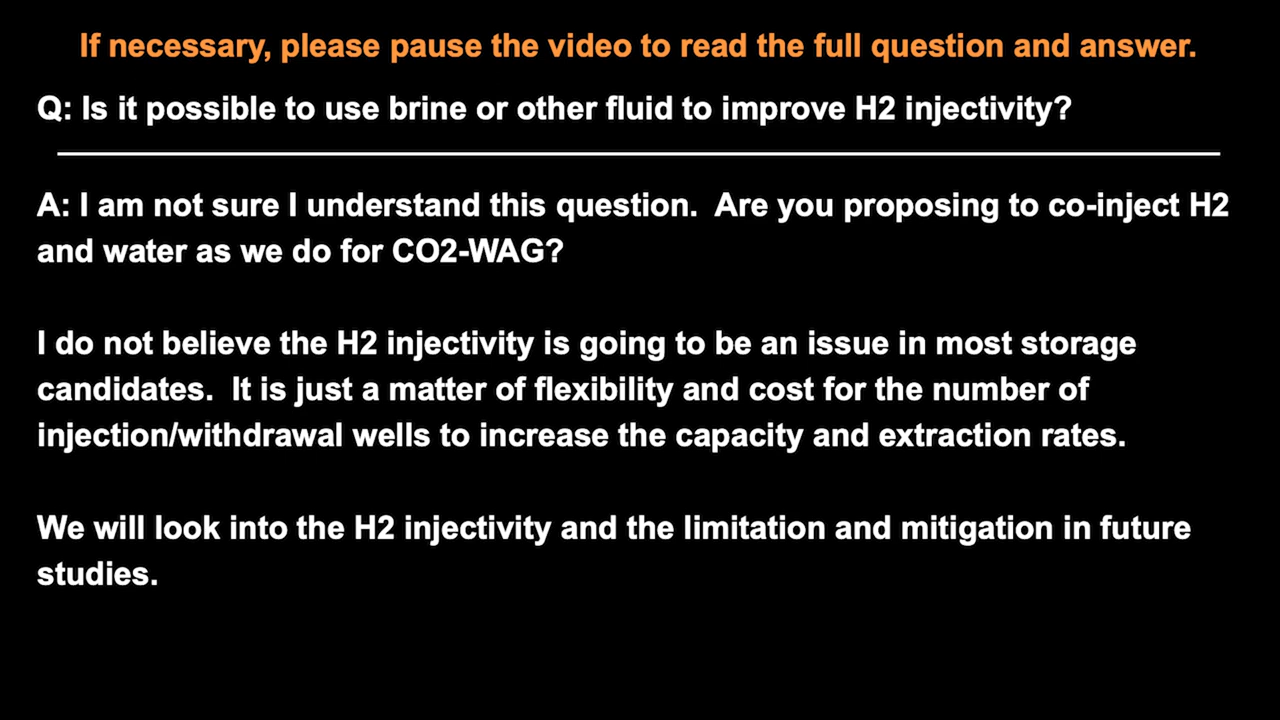 If necessary, please pause the video to read the full question and answer.
Q: Is it possible to use brine or other fluid to improve H2 injectivity?
A: I am not sure I understand this question.  Are you proposing to co-inject H2
and water as we do for CO2-WAG?
I do not believe the H2 injectivity is going to be an issue in most storage
candidates.  It is just a matter of flexibility and cost for the number of
injection/withdrawal wells to increase the capacity and extraction rates.
We will look into the H2 injectivity and the limitation and mitigation in future
studies.